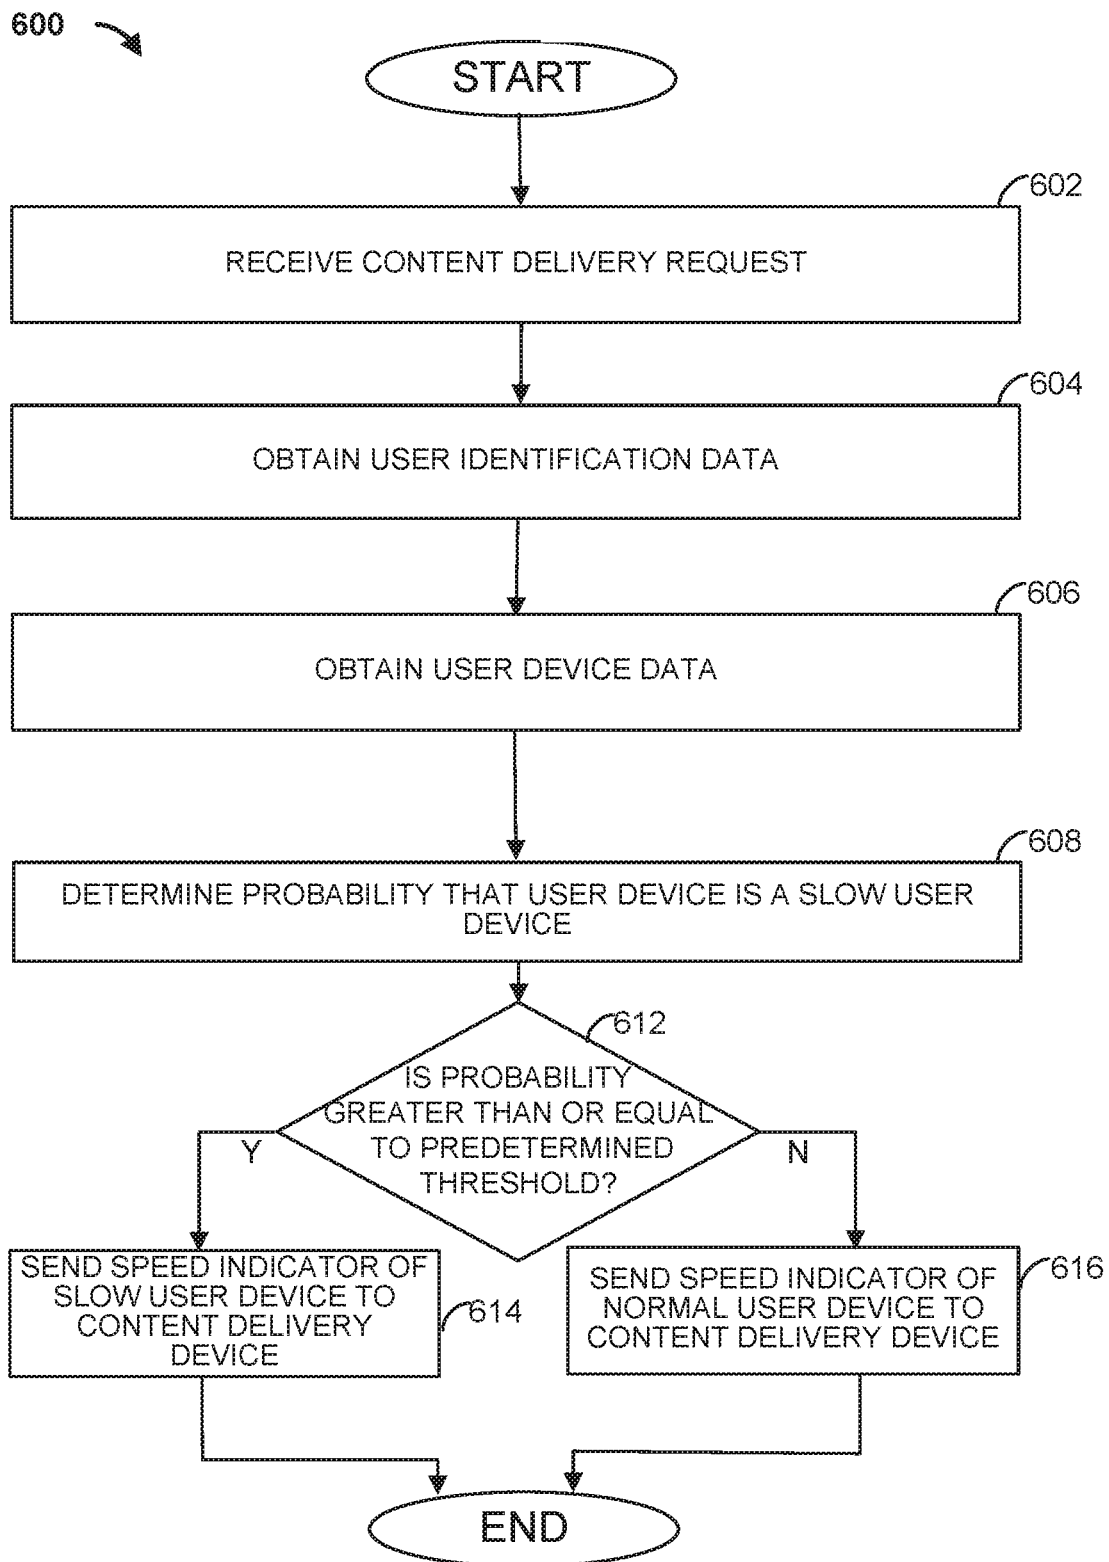 600
START
602
RECEIVE CONTENT DELIVERY REQUEST
604
OBTAIN USER IDENTIFICATION DATA
606
OBTAIN USER DEVICE DATA
608
DETERMINE PROBABILITY THAT USER DEVICE IS A SLOW USER
DEVICE
612
IS PROBABILITY
GREATER THAN OR EQUAL
TO PREDETERMINED
THRESHOLD?
Y
N
SEND SPEED INDICATOR OF
SLOW USER DEVICE TO
CONTENT DELIVERY
DEVICE
614
SEND SPEED INDICATOR OF
NORMAL USER DEVICE TO
CONTENT DELIVERY DEVICE
616
END